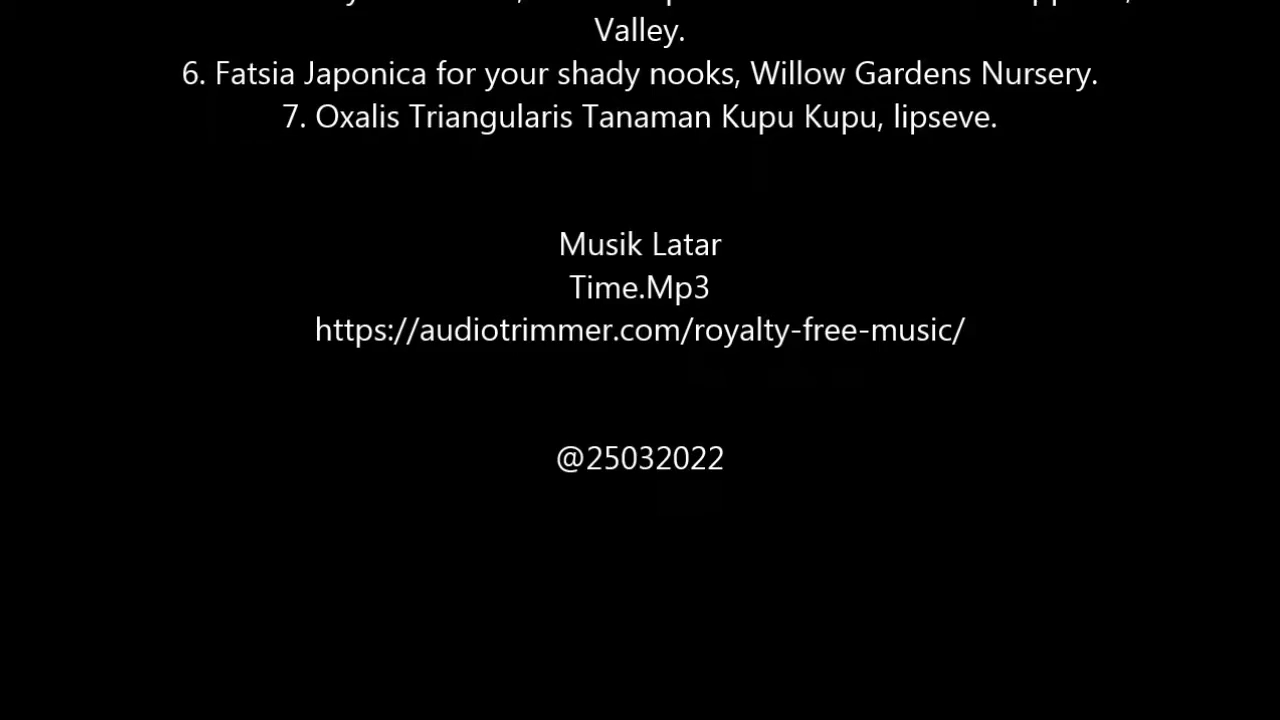 Valley.
6. Fatsia Japonica for your shady nooks, Willow Gardens Nursery.
7. Oxalis Triangularis Tanaman Kupu Kupu, lipseve.
Musik Latar
Time.Mp3
https://audiotrimmer.com/royalty-free-music/
@25032022